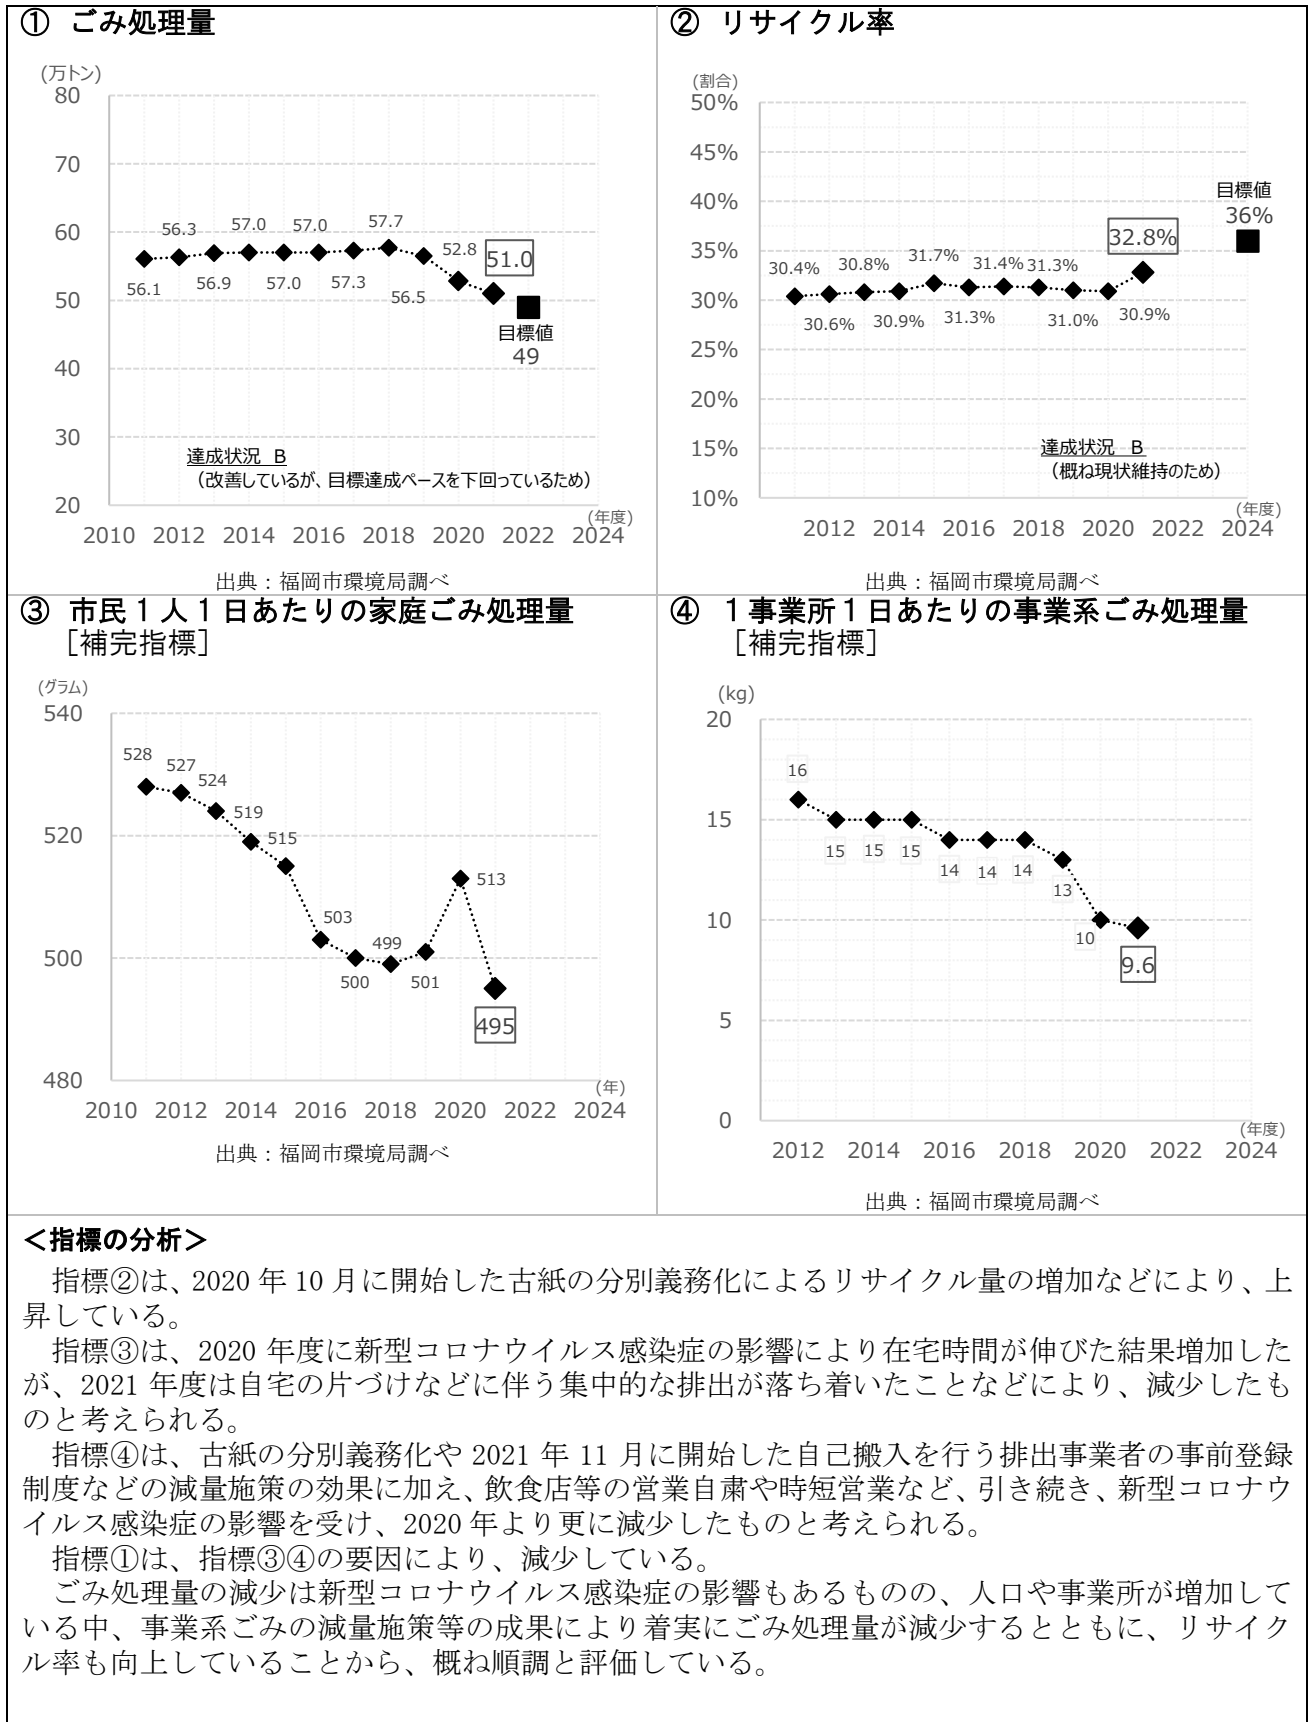 ① ごみ処理量
(万トン)
80
70
60
50
40
30
20
56.1
56.3
56.9
57.0
57.0
57.0
57.3
57.7
56.5
52.8
51.0
目標値
49
達成状況 B
（改善しているが、目標達成ペースを下回っているため）
(年度)
2010 2012 2014 2016 2018 2020 2022 2024
出典：福岡市環境局調べ
② リサイクル率
(割合)
50%
45%
40%
35%
30%
25%
20%
15%
10%
30.4%
30.6%
30.8%
30.9%
31.7%
31.3%
31.4%
31.3%
31.0%
30.9%
32.8%
目標値
36%
達成状況 B
（概ね現状維持のため）
(年度)
2012 2014 2016 2018 2020 2022 2024
出典：福岡市環境局調べ
③ 市民１人１日あたりの家庭ごみ処理量
［補完指標］
(グラム)
540
520
500
480
528
527
524
519
515
503
500
499
501
513
495
(年)
2010 2012 2014 2016 2018 2020 2022 2024
出典：福岡市環境局調べ
④ １事業所１日あたりの事業系ごみ処理量
［補完指標］
(kg)
20
15
10
5
0
16
15
15
15
14
14
14
13
10
9.6
(年度)
2012 2014 2016 2018 2020 2022 2024
出典：福岡市環境局調べ
＜指標の分析＞
指標②は、2020 年 10 月に開始した古紙の分別義務化によるリサイクル量の増加などにより、上
昇している。
指標③は、2020 年度に新型コロナウイルス感染症の影響により在宅時間が伸びた結果増加した
が、2021 年度は自宅の片づけなどに伴う集中的な排出が落ち着いたことなどにより、減少したも
のと考えられる。
指標④は、古紙の分別義務化や 2021 年 11 月に開始した自己搬入を行う排出事業者の事前登録
制度などの減量施策の効果に加え、飲食店等の営業自粛や時短営業など、引き続き、新型コロナウ
イルス感染症の影響を受け、2020 年より更に減少したものと考えられる。
指標①は、指標③④の要因により、減少している。
ごみ処理量の減少は新型コロナウイルス感染症の影響もあるものの、人口や事業所が増加して
いる中、事業系ごみの減量施策等の成果により着実にごみ処理量が減少するとともに、リサイク
ル率も向上していることから、概ね順調と評価している。